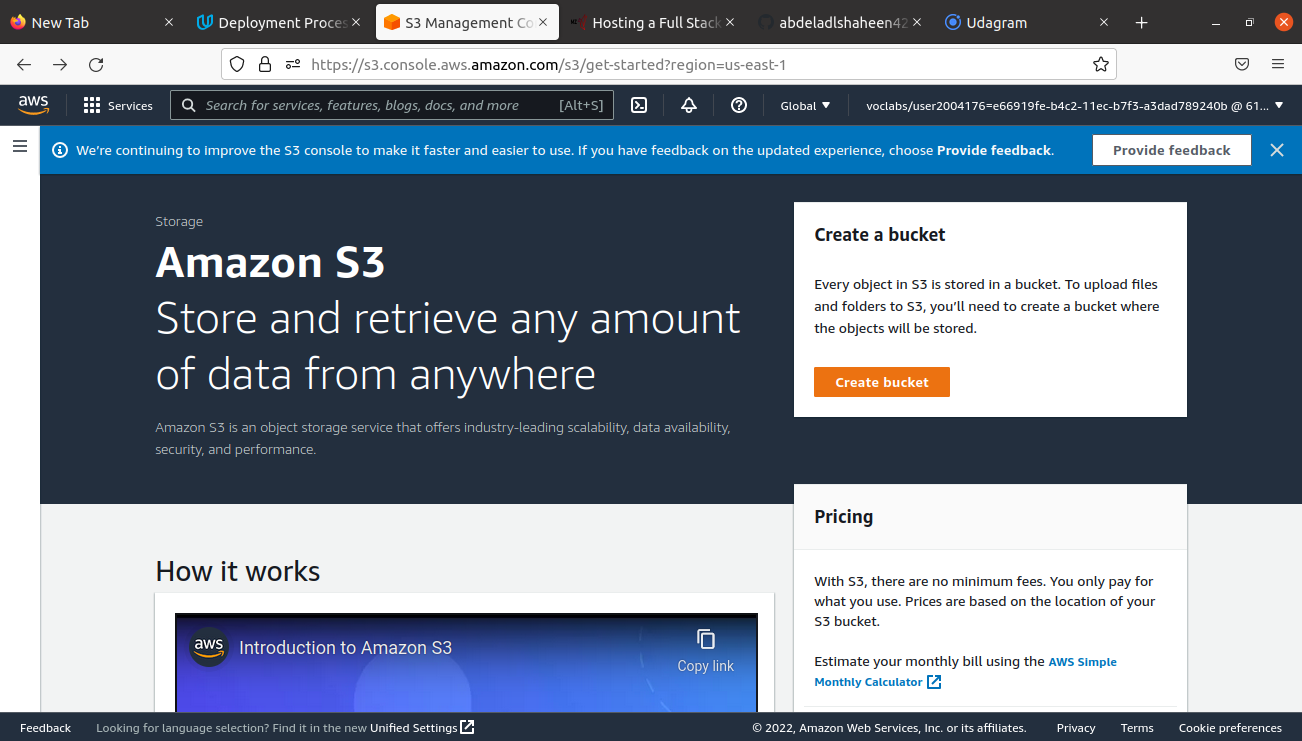 New Tab
Deployment Proces
S3 Management Co
Hosting a Full Stack
abdeladlshaheen42
Udagram
https://s3.console.aws.amazon.com/s3/get-started?region=us-east-1
aws
Services
Search for services, features, blogs, docs, and more
[Alt+S]
Global
voclabs/user2004176=e66919fe-b4c2-11ec-b7f3-a3dad789240b @ 61...
We're continuing to improve the S3 console to make it faster and easier to use. If you have feedback on the updated experience, choose Provide feedback.
Provide feedback
Storage
Amazon S3
Store and retrieve any amount
of data from anywhere
Amazon S3 is an object storage service that offers industry-leading scalability, data availability,
security, and performance.
Create a bucket
Every object in S3 is stored in a bucket. To upload files
and folders to S3, you'll need to create a bucket where
the objects will be stored.
Create bucket
How it works
aws
Introduction to Amazon S3
Copy link
Pricing
With S3, there are no minimum fees. You only pay for
what you use. Prices are based on the location of your
S3 bucket.
Estimate your monthly bill using the AWS Simple
Monthly Calculator
Feedback
Looking for language selection? Find it in the new Unified Settings
© 2022, Amazon Web Services, Inc. or its affiliates.
Privacy
Terms
Cookie preferences